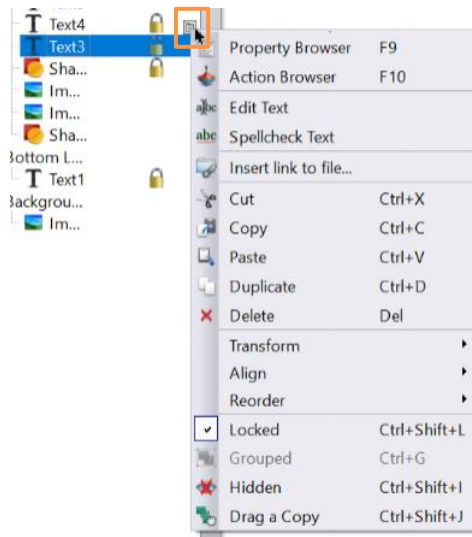 Text4
Text3
Sha...
Im...
Im...
Sha...
Bottom L...
Text1
Backgrou...
Im...
Property Browser F9
Action Browser F10
Edit Text
abc Spellcheck Text
Insert link to file...
Cut Ctrl+X
Copy Ctrl+C
Paste Ctrl+V
Duplicate Ctrl+D
Delete Del
Transform
Align
Reorder
Locked Ctrl+Shift+L
Grouped Ctrl+G
Hidden Ctrl+Shift+I
Drag a Copy Ctrl+Shift+J